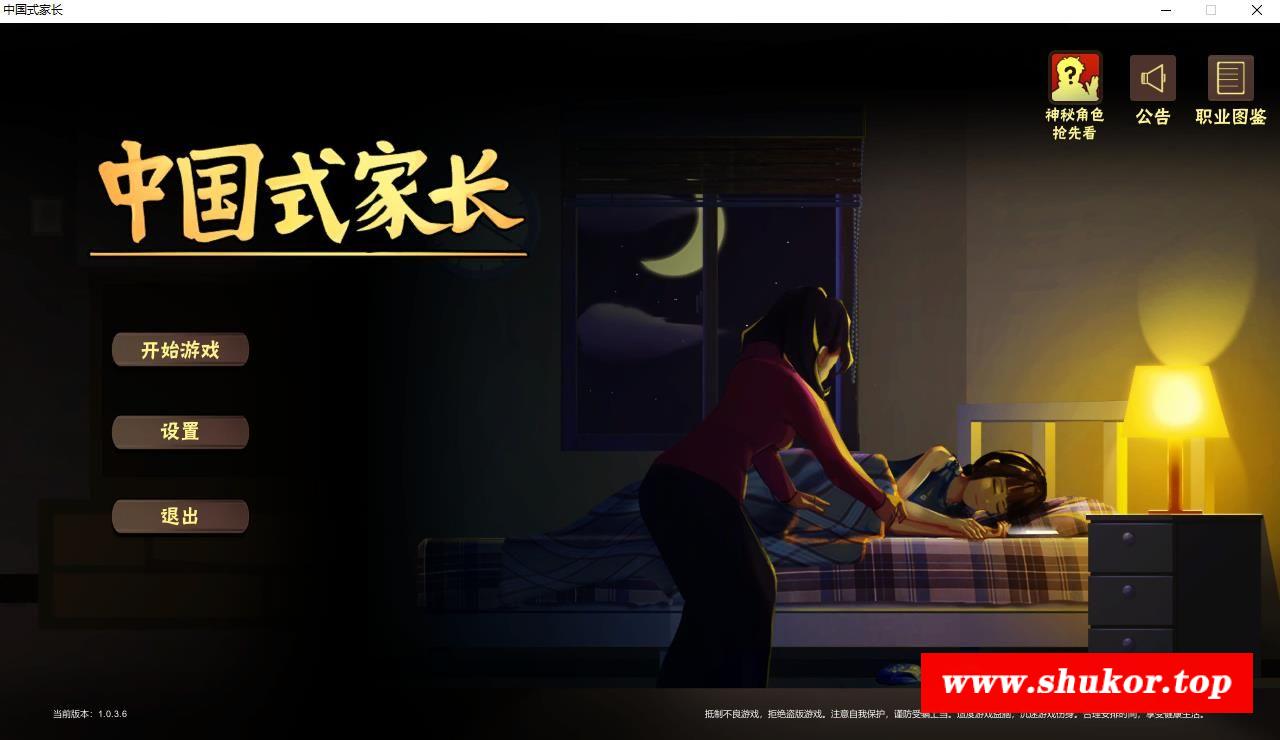 中国式家长
神秘角色
抢先看
公告
职业图鉴
中国式家长
开始游戏
设置
退出
www.shukor.top
当前版本：1.0.3.6
抵制不良游戏，拒绝盗版游戏。注意自我保护，谨防受骗上当。适度游戏益脑，沉迷游戏伤身。合理安排时间，享受健康生活。